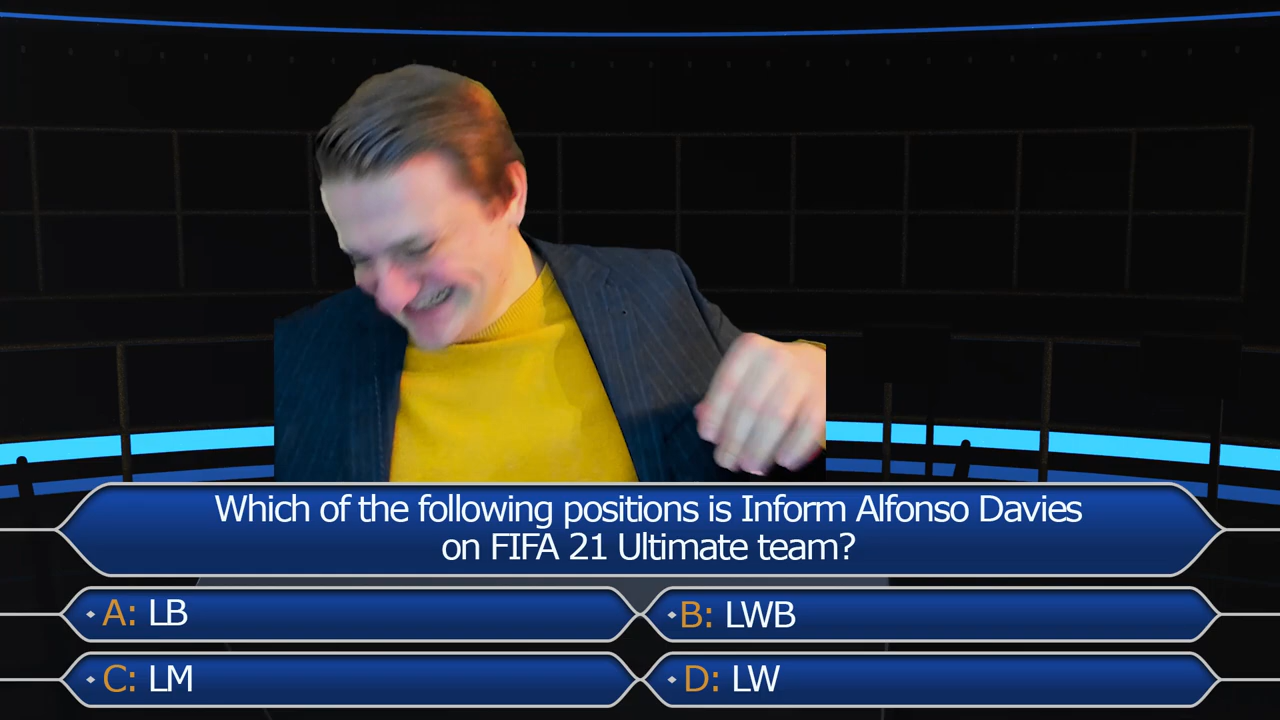 Which of the following positions is Inform Alfonso Davies
on FIFA 21 Ultimate team?
A: LB
B: LWB
C: LM
D: LW